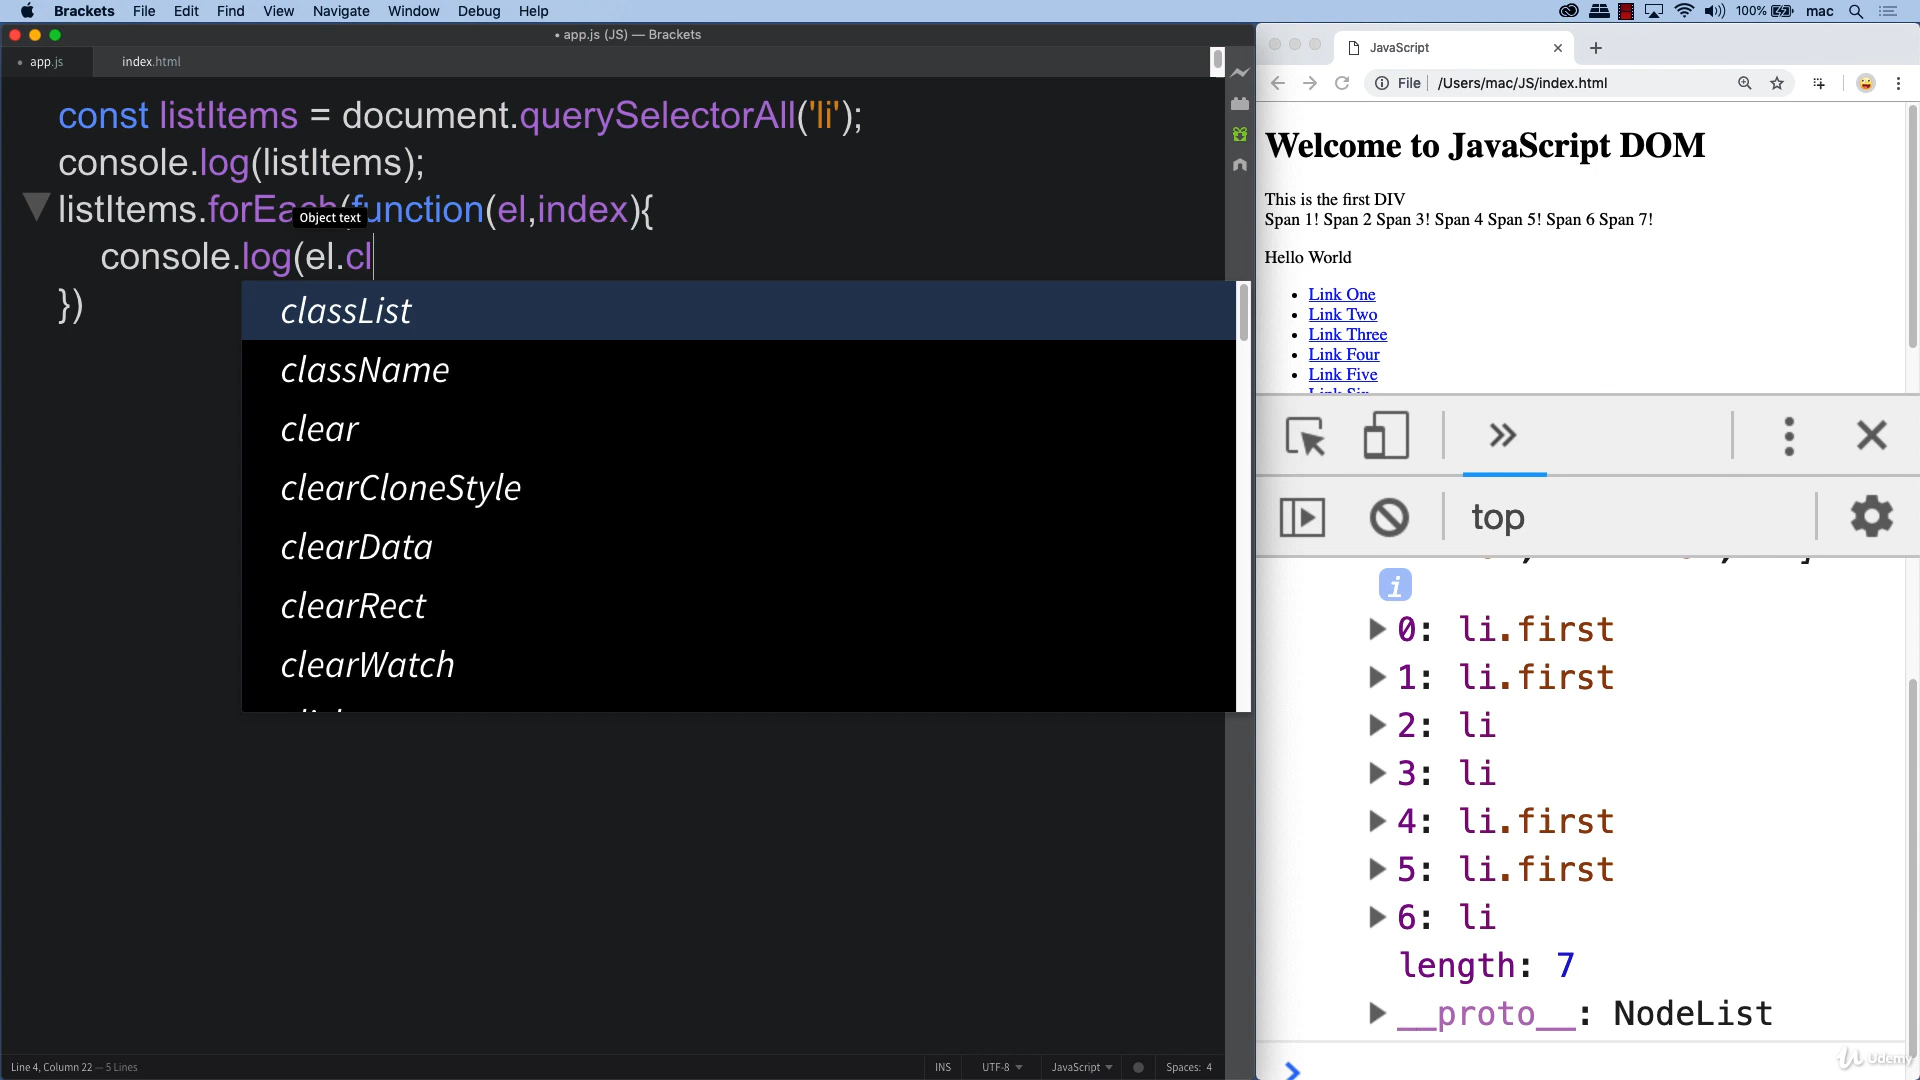 Brackets File Edit Find View Navigate Window Debug Help
100% mac
• app.js (JS) — Brackets
• app.js index.html
const listItems = document.querySelectorAll('li');
console.log(listItems);
listItems.forEach(function(el,index){
Object text
console.log(el.cl
})
classList
className
clear
clearCloneStyle
clearData
clearRect
clearWatch
Line 4, Column 22 — 5 Lines
INS UTF-8 JavaScript Spaces: 4
JavaScript
File /Users/mac/JS/index.html
Welcome to JavaScript DOM
This is the first DIV
Span 1! Span 2 Span 3! Span 4 Span 5! Span 6 Span 7!
Hello World
• Link One
• Link Two
• Link Three
• Link Four
• Link Five
top
i
0: li.first
1: li.first
2: li
3: li
4: li.first
5: li.first
6: li
length: 7
__proto__: NodeList
Udemy